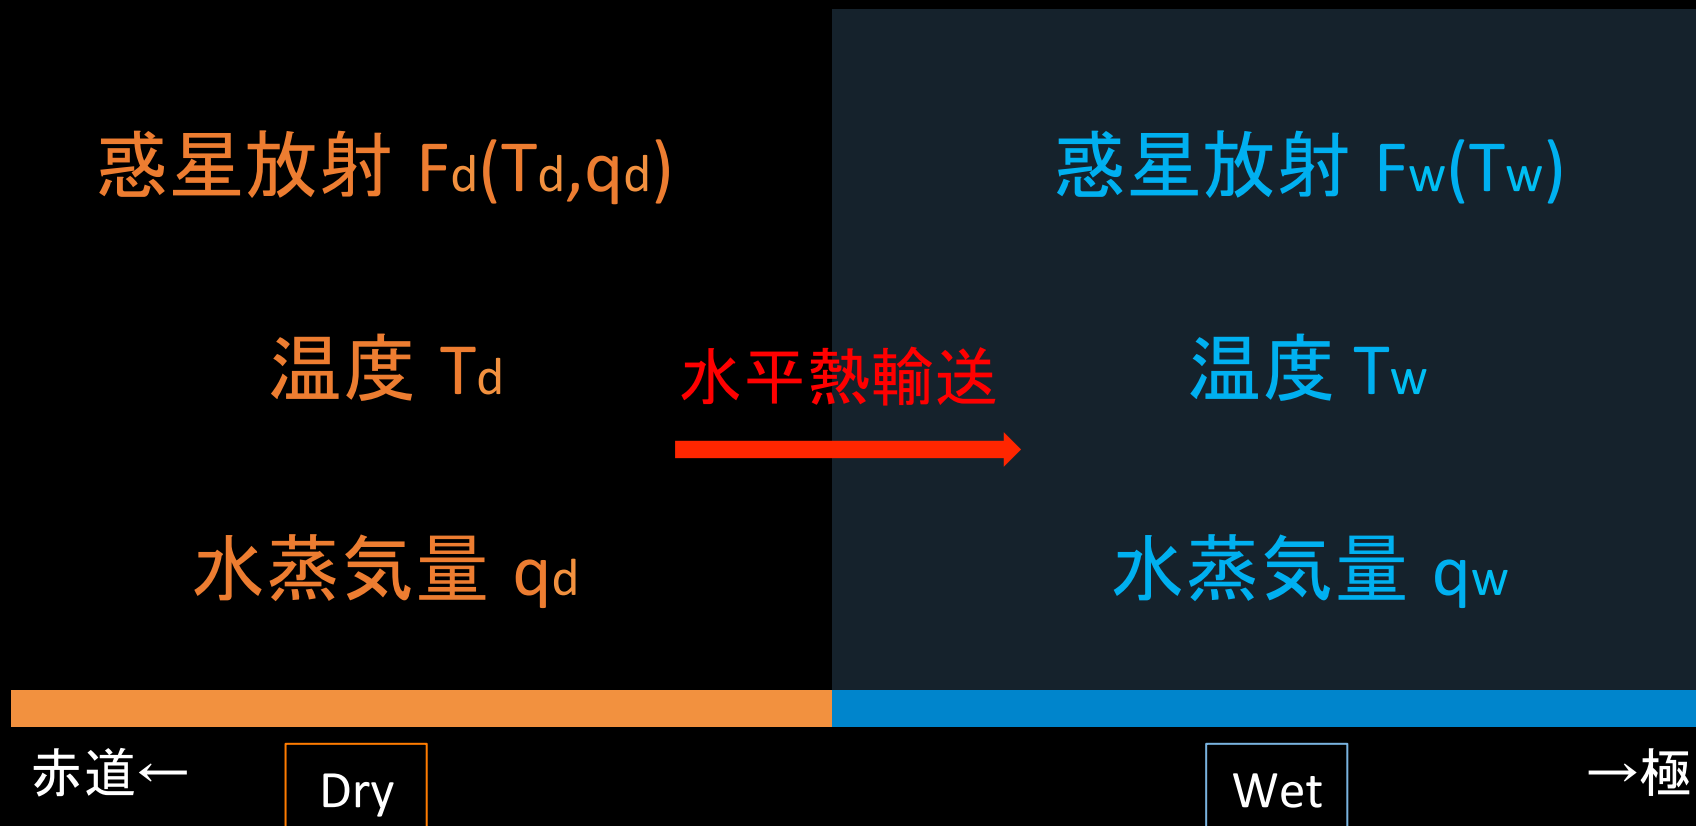 惑星放射 Fd(Td,qd)
惑星放射 Fw(Tw)
温度 Td
水平熱輸送
温度 Tw
水蒸気量 qd
水蒸気量 qw
赤道←
Dry
Wet
→極